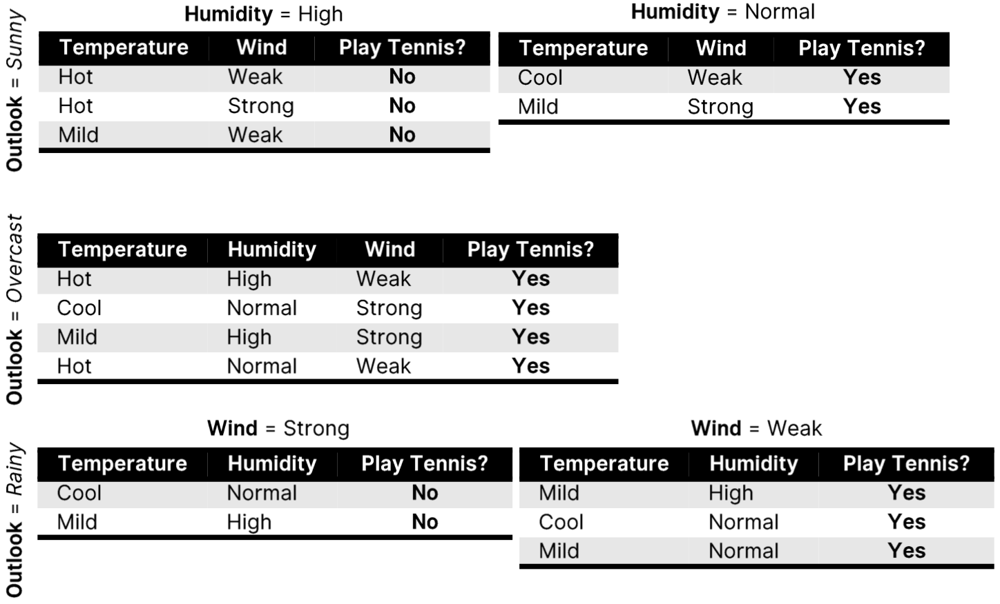 Outlook = Sunny
Humidity = High
Temperature Wind Play Tennis?
Hot Weak No
Hot Strong No
Mild Weak No
Humidity = Normal
Temperature Wind Play Tennis?
Cool Weak Yes
Mild Strong Yes
Outlook = Overcast
Temperature Humidity Wind Play Tennis?
Hot High Weak Yes
Cool Normal Strong Yes
Mild High Strong Yes
Hot Normal Weak Yes
Outlook = Rainy
Wind = Strong
Temperature Humidity Play Tennis?
Cool Normal No
Mild High No
Wind = Weak
Temperature Humidity Play Tennis?
Mild High Yes
Cool Normal Yes
Mild Normal Yes